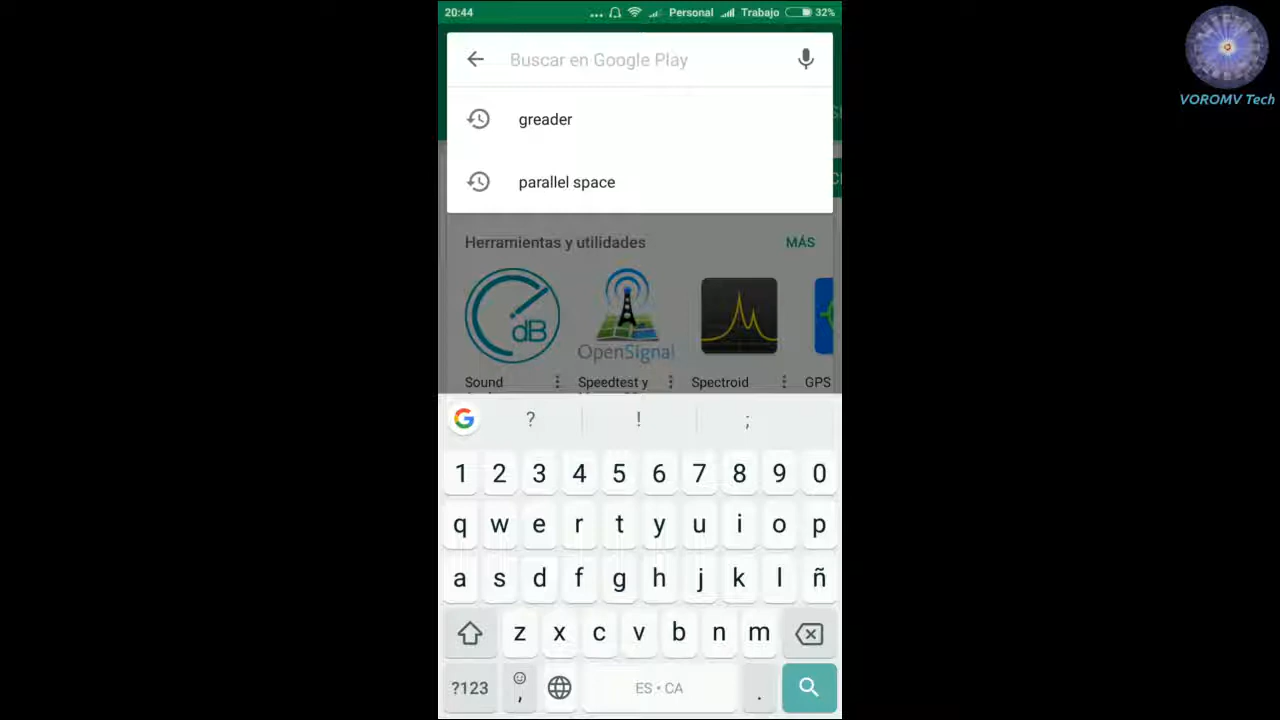 20:44 ... Personal Trabajo 32%
VOROMV Tech
Buscar en Google Play
greader
parallel space
Herramientas y utilidades MÁS
dB
OpenSignal
Sound Speedtest y Spectroid GPS
? ! ;
1 2 3 4 5 6 7 8 9 0
q w e r t y u i o p
a s d f g h j k l ñ
z x c v b n m
?123 , ES • CA .